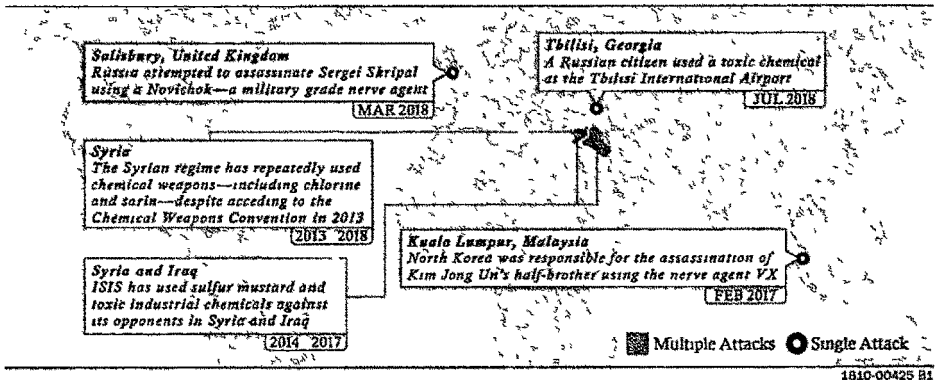 Salisbury, United Kingdom
Russia attempted to assassinate Sergei Skripal
using a Novichok—a military grade nerve agent
MAR 2018
Tbilisi, Georgia
A Russian citizen used a toxic chemical
at the Tbilisi International Airport
JUL 2018
Syria
The Syrian regime has repeatedly used
chemical weapons—including chlorine
and sarin—despite acceding to the
Chemical Weapons Convention in 2013
2013 2018
Kuala Lumpur, Malaysia
North Korea was responsible for the assassination of
Kim Jong Un's half-brother using the nerve agent VX
FEB 2017
Syria and Iraq
ISIS has used sulfur mustard and
toxic industrial chemicals against
its opponents in Syria and Iraq
2014 2017
Multiple Attacks Single Attack
1810-00425 B1